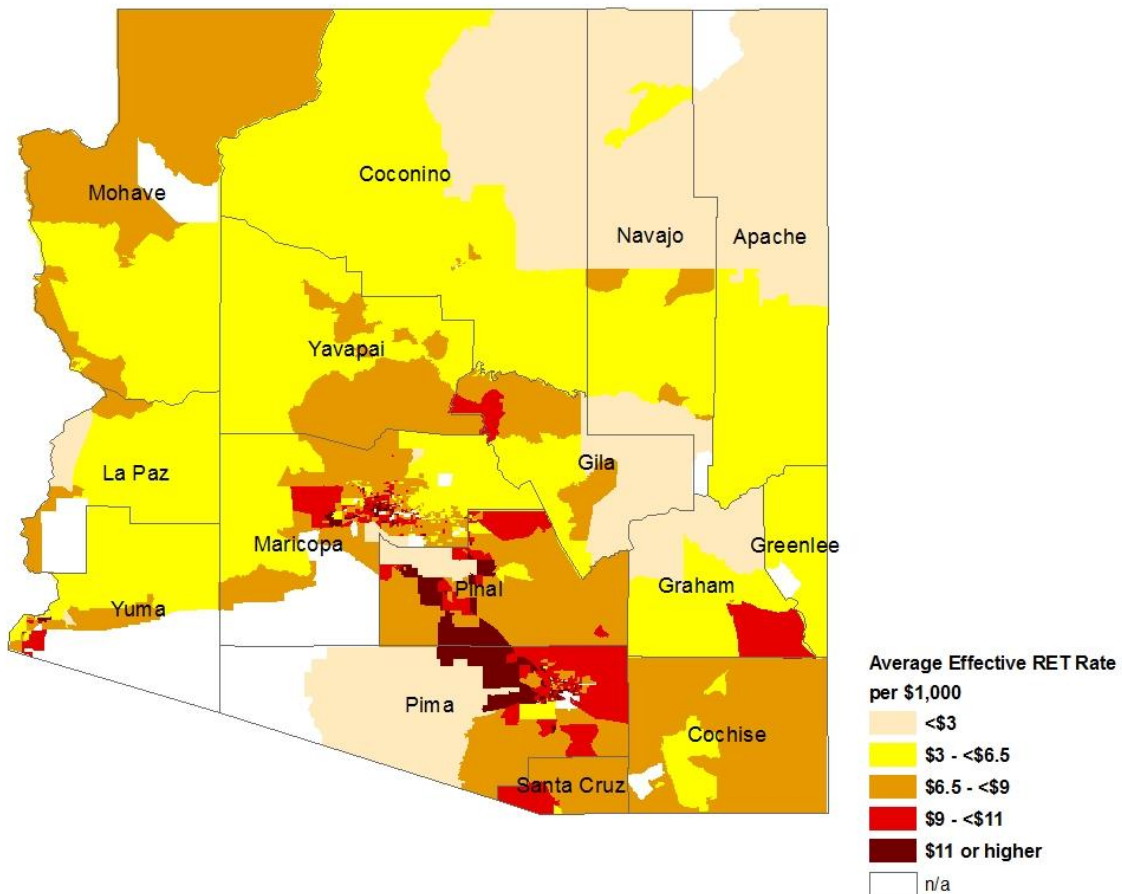 Mohave
Coconino
Navajo
Apache
Yavapai
La Paz
Gila
Maricopa
Greenlee
Pinal
Graham
Yuma
Pima
Cochise
Santa Cruz
Average Effective RET Rate
per $1,000
<$3
$3 - <$6.5
$6.5 - <$9
$9 - <$11
$11 or higher
n/a